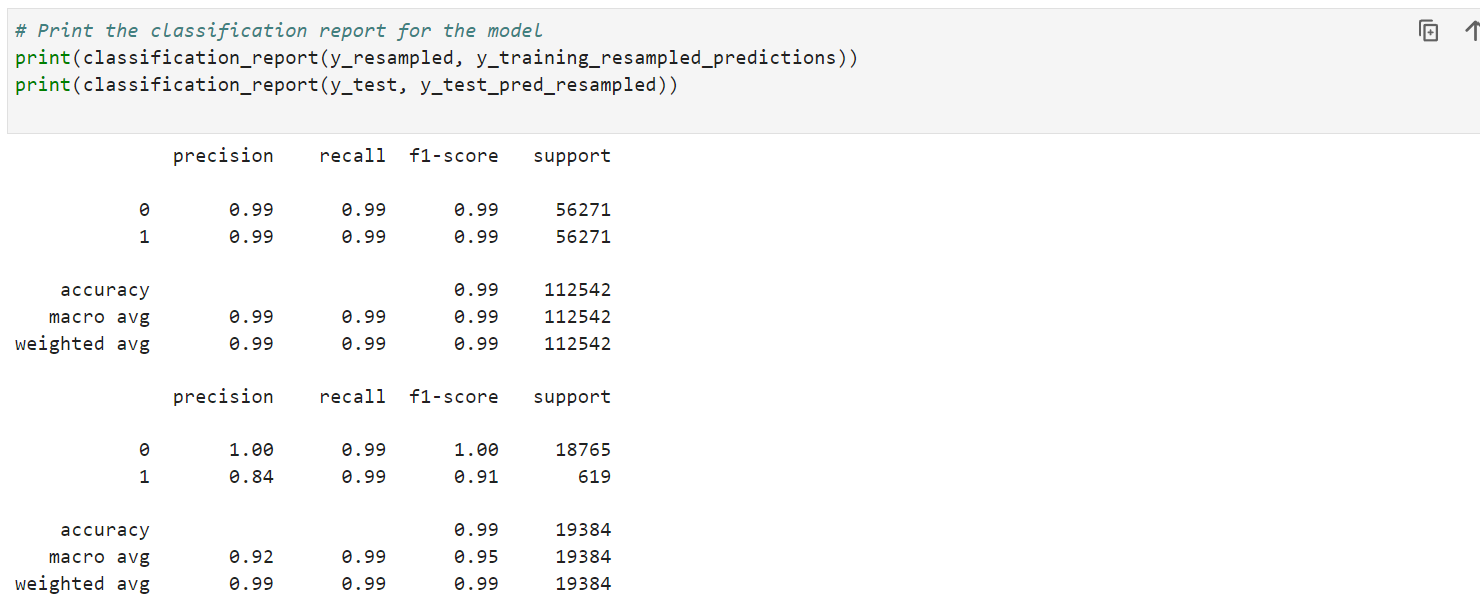 # Print the classification report for the model
print(classification_report(y_resampled, y_training_resampled_predictions))
print(classification_report(y_test, y_test_pred_resampled))
precision recall f1-score support
0 0.99 0.99 0.99 56271
1 0.99 0.99 0.99 56271
accuracy 0.99 112542
macro avg 0.99 0.99 0.99 112542
weighted avg 0.99 0.99 0.99 112542
precision recall f1-score support
0 1.00 0.99 1.00 18765
1 0.84 0.99 0.91 619
accuracy 0.99 19384
macro avg 0.92 0.99 0.95 19384
weighted avg 0.99 0.99 0.99 19384